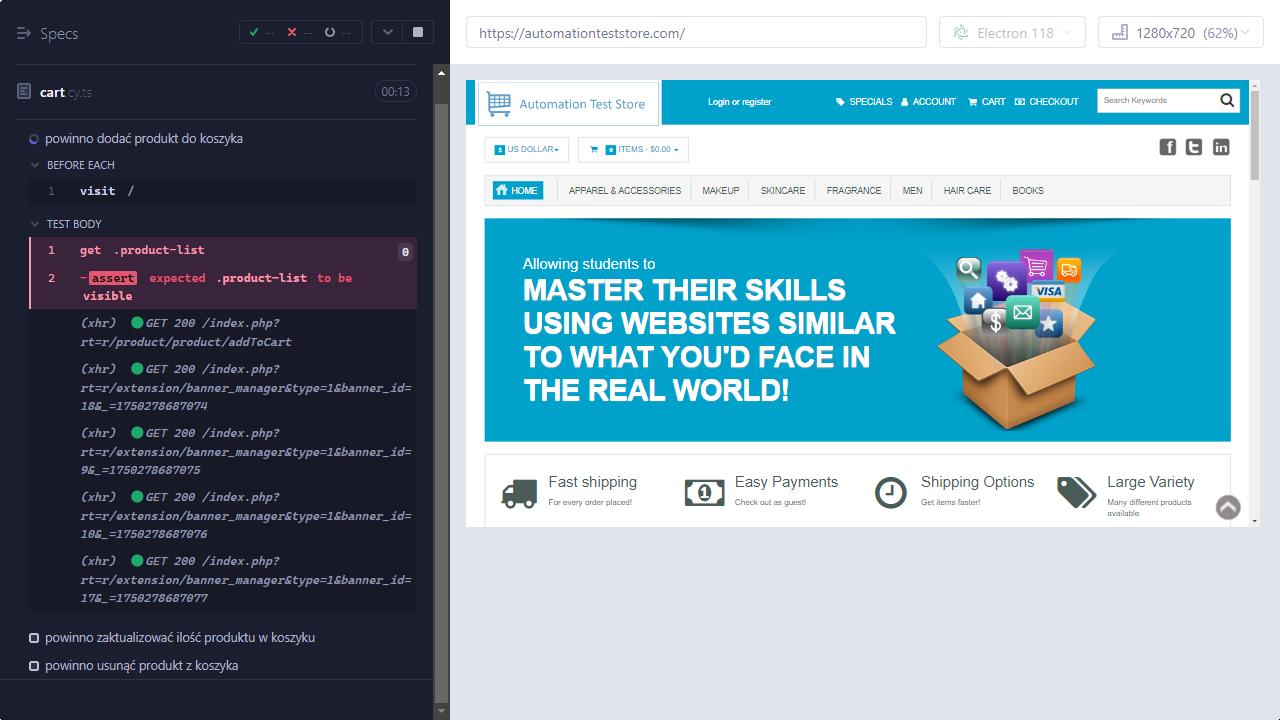 Specs
--
--
--
cart.cy.ts
00:13
powinno dodać produkt do koszyka
BEFORE EACH
1 visit /
TEST BODY
1 get .product-list 0
2 -assert expected .product-list to be
visible
(xhr) GET 200 /index.php?
rt=r/product/product/addToCart
(xhr) GET 200 /index.php?
rt=r/extension/banner_manager&type=1&banner_id=
18&_=1750278687074
(xhr) GET 200 /index.php?
rt=r/extension/banner_manager&type=1&banner_id=
9&_=1750278687075
(xhr) GET 200 /index.php?
rt=r/extension/banner_manager&type=1&banner_id=
10&_=1750278687076
(xhr) GET 200 /index.php?
rt=r/extension/banner_manager&type=1&banner_id=
17&_=1750278687077
powinno zaktualizować ilość produktu w koszyku
powinno usunąć produkt z koszyka
https://automationteststore.com/
Electron 118
1280x720 (62%)
Automation Test Store
Login or register
SPECIALS
ACCOUNT
CART
CHECKOUT
Search Keywords
$ US DOLLAR
0 ITEMS - $0.00
HOME
APPAREL & ACCESSORIES
MAKEUP
SKINCARE
FRAGRANCE
MEN
HAIR CARE
BOOKS
Allowing students to
MASTER THEIR SKILLS
USING WEBSITES SIMILAR
TO WHAT YOU'D FACE IN
THE REAL WORLD!
VISA
$
Fast shipping
For every order placed!
1
Easy Payments
Check out as guest!
Shipping Options
Get items faster!
Large Variety
Many different products
available